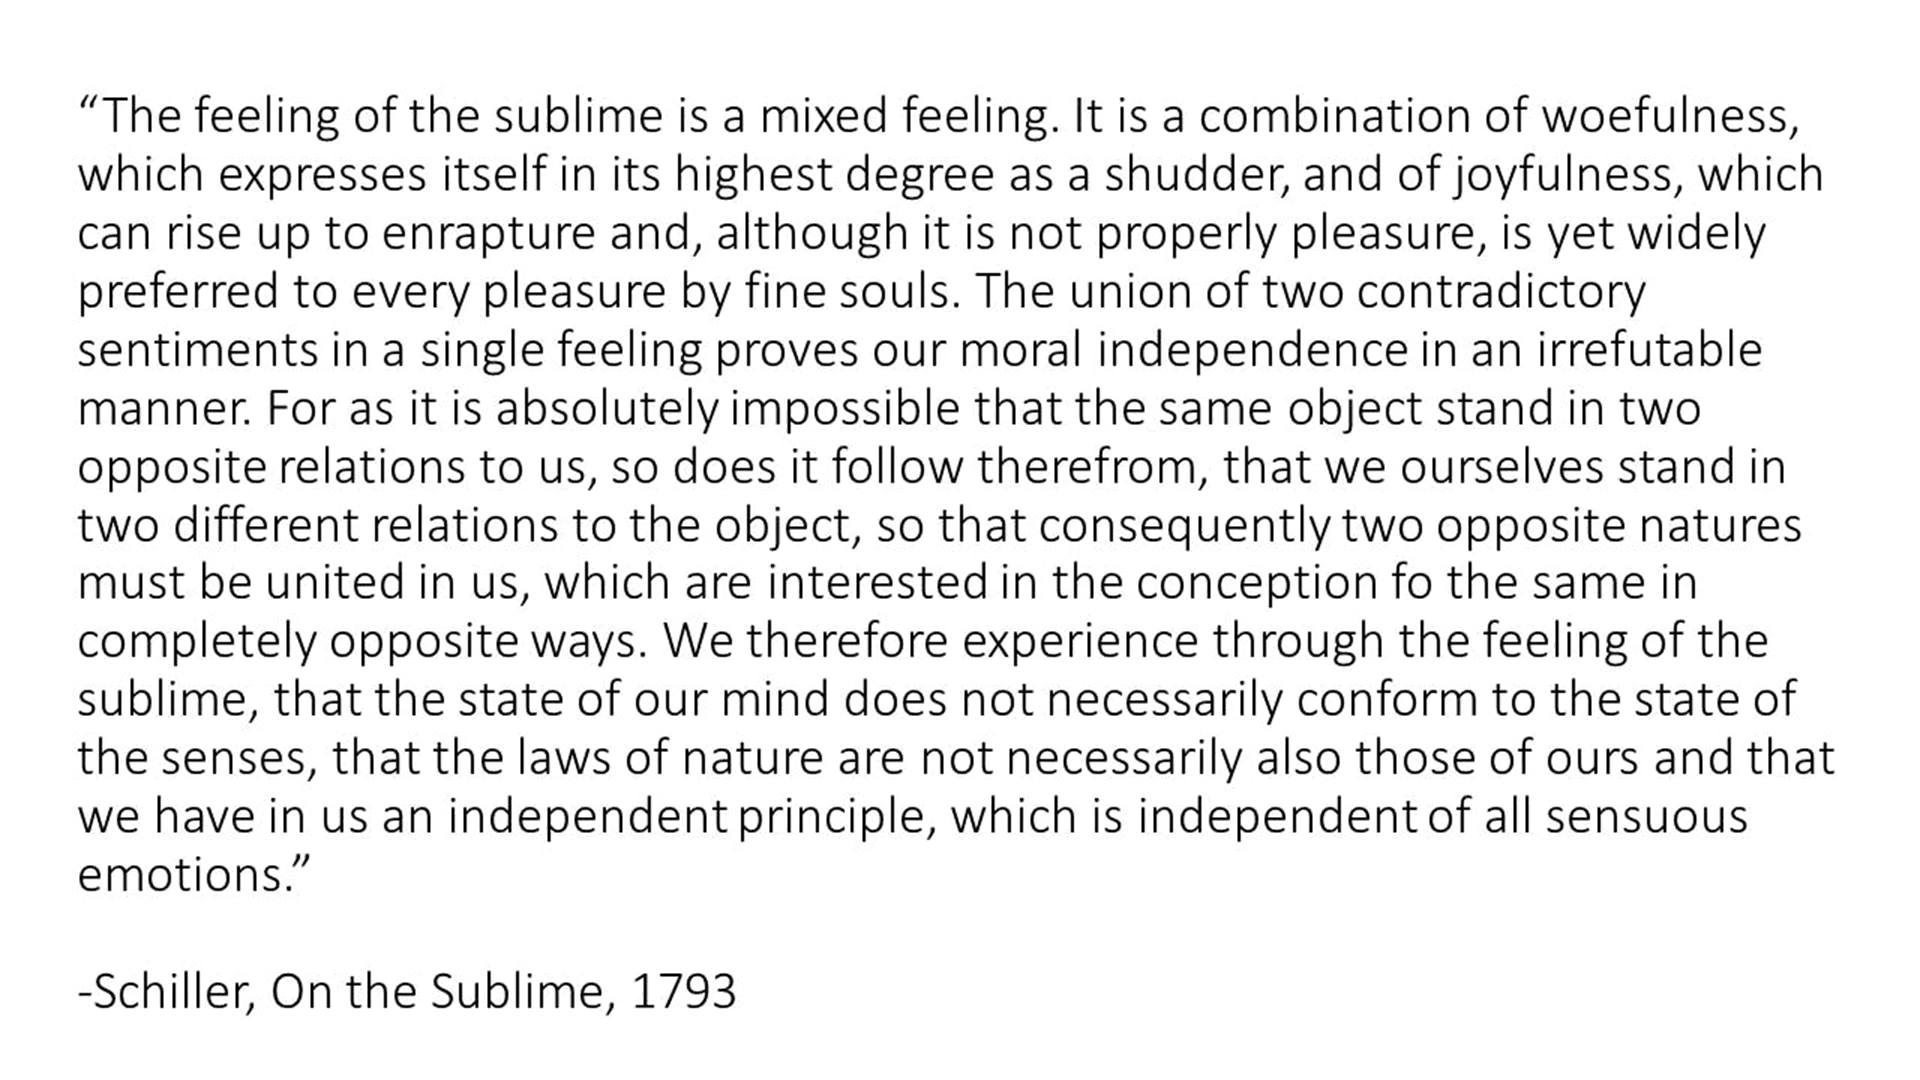 “The feeling of the sublime is a mixed feeling. It is a combination of woefulness,
which expresses itself in its highest degree as a shudder, and of joyfulness, which
can rise up to enrapture and, although it is not properly pleasure, is yet widely
preferred to every pleasure by fine souls. The union of two contradictory
sentiments in a single feeling proves our moral independence in an irrefutable
manner. For as it is absolutely impossible that the same object stand in two
opposite relations to us, so does it follow therefrom, that we ourselves stand in
two different relations to the object, so that consequently two opposite natures
must be united in us, which are interested in the conception fo the same in
completely opposite ways. We therefore experience through the feeling of the
sublime, that the state of our mind does not necessarily conform to the state of
the senses, that the laws of nature are not necessarily also those of ours and that
we have in us an independent principle, which is independent of all sensuous
emotions.”
-Schiller, On the Sublime, 1793